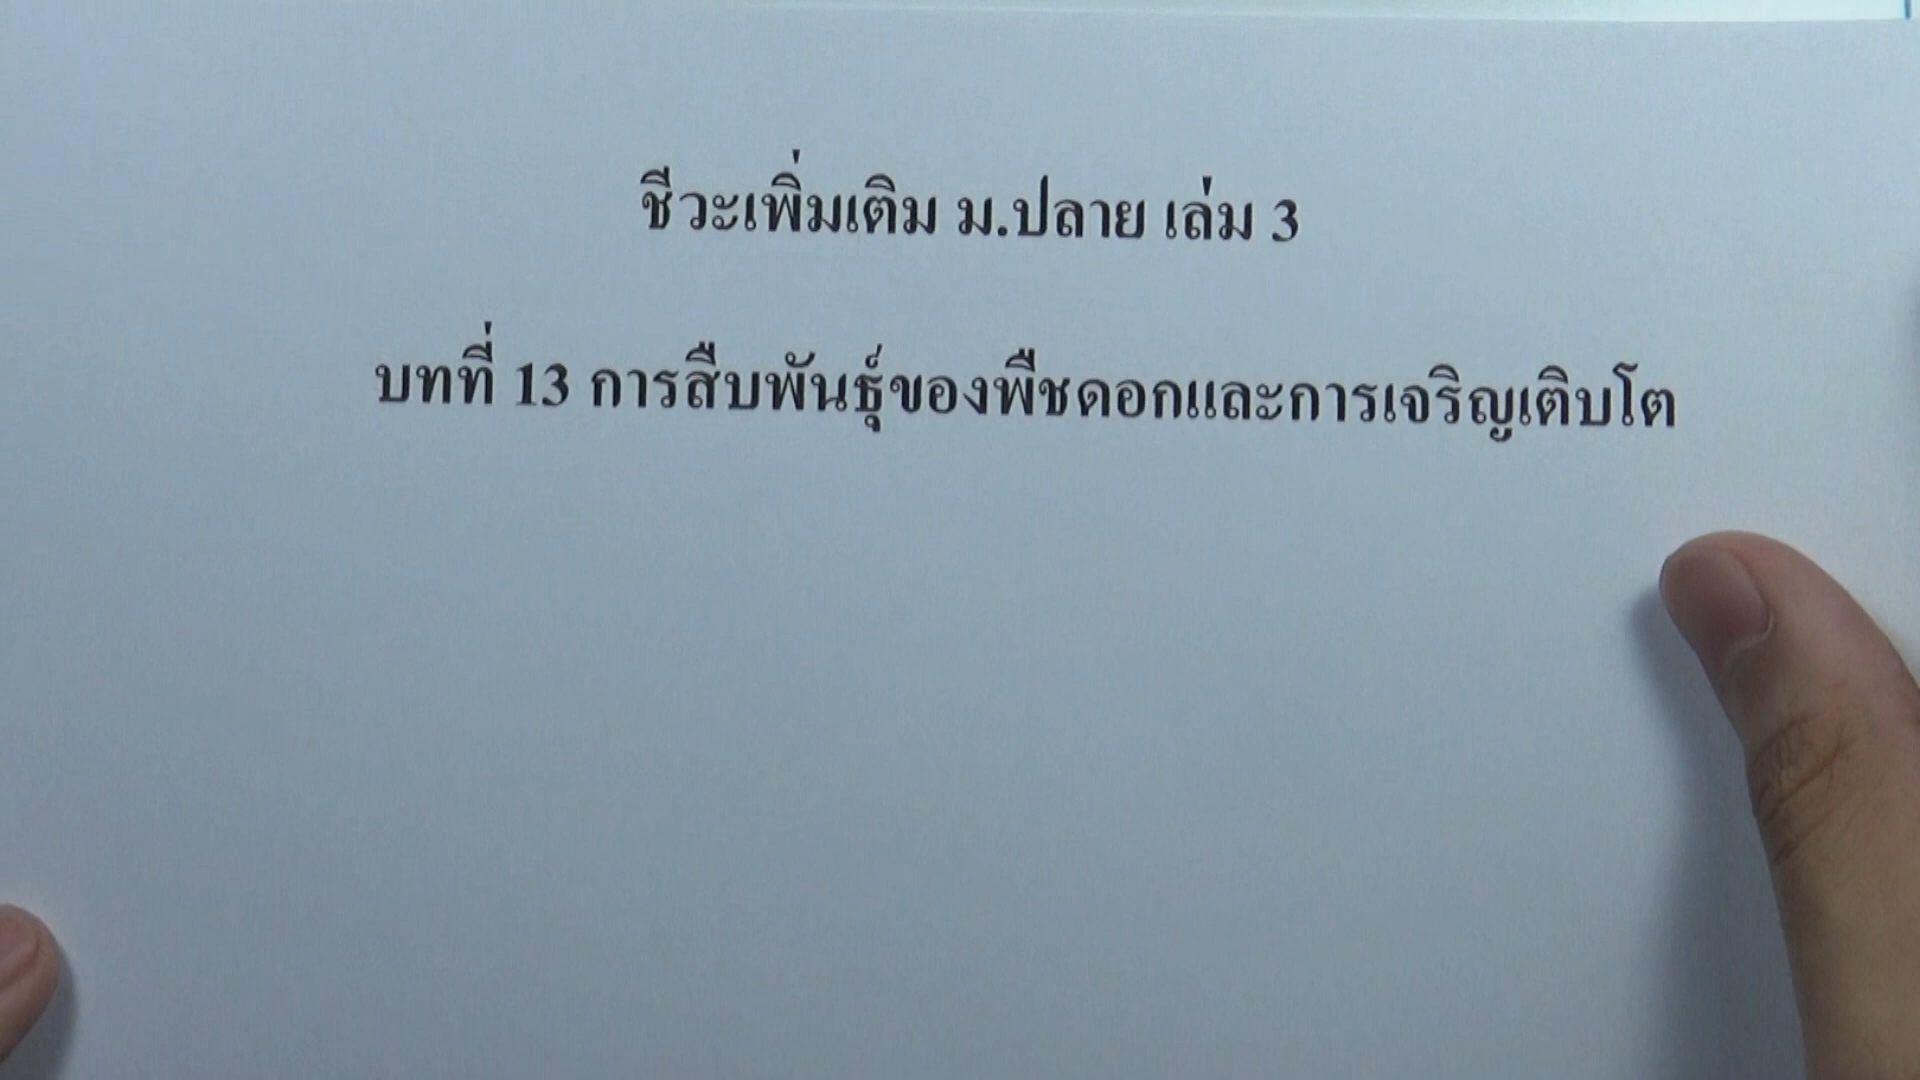 ชีวะเพิ่มเติม ม.ปลาย เล่ม 3
บทที่ 13 การสืบพันธุ์ของพืชดอกและการเจริญเติบโต